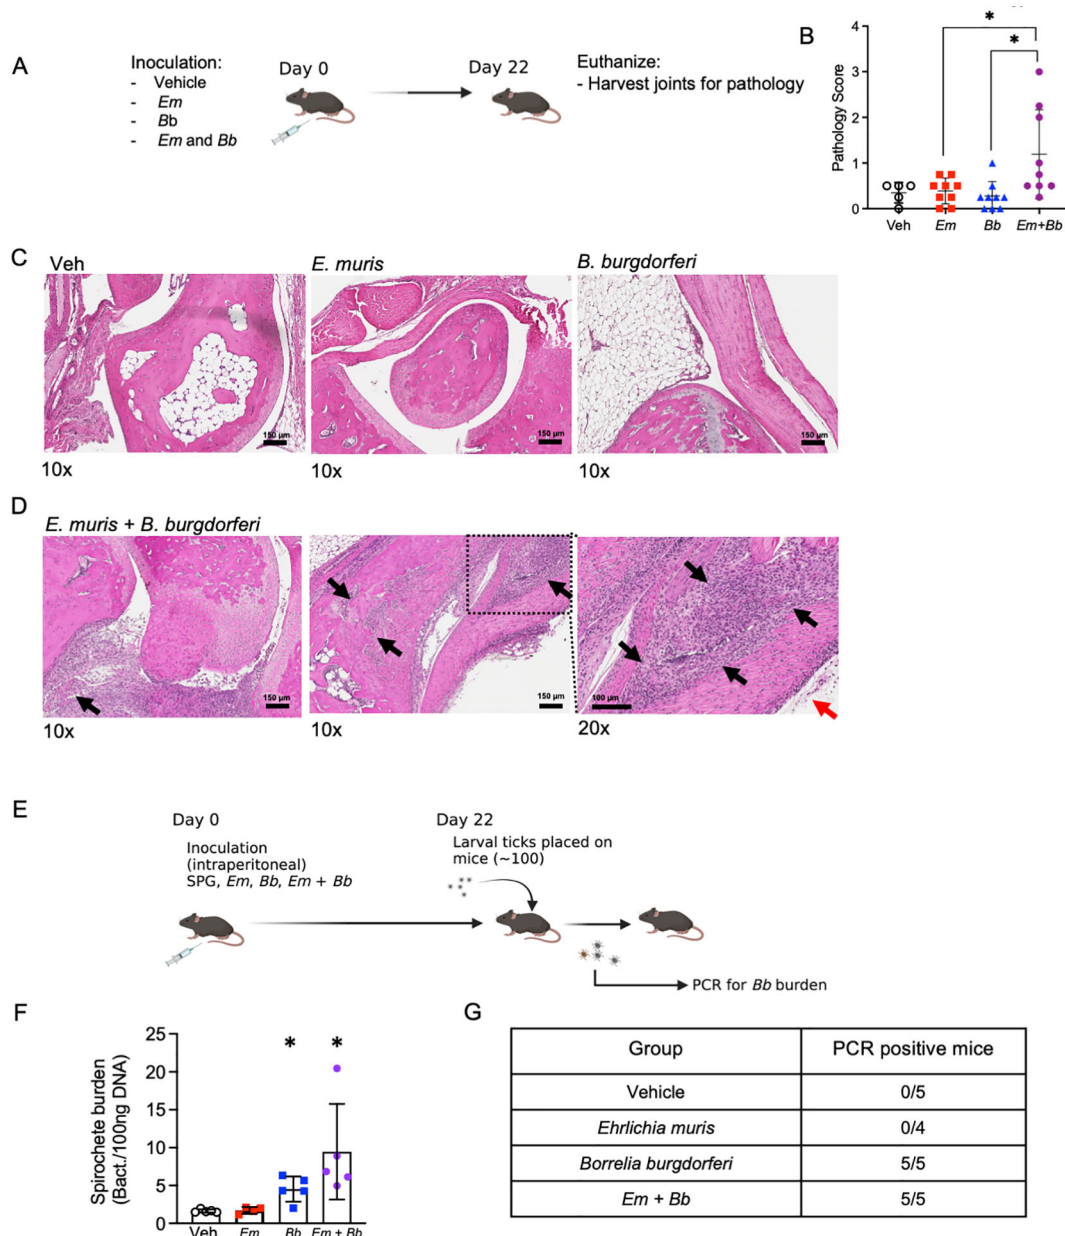 A
Inoculation:
- Vehicle
- Em
- Bb
- Em and Bb
Day 0
Day 22
Euthanize:
- Harvest joints for pathology
B
*
*
Pathology Score
4
3
2
1
0
Veh
Em
Bb
Em+Bb
C
Veh
E. muris
B. burgdorferi
150 µm
150 µm
150 µm
10x
10x
10x
D
E. muris + B. burgdorferi
150 µm
150 µm
100 µm
10x
10x
20x
E
Day 0
Inoculation
(intraperitoneal)
SPG, Em, Bb, Em + Bb
Day 22
Larval ticks placed on
mice (~100)
PCR for Bb burden
F
Spirochete burden
(Bact./100ng DNA)
25
20
15
10
5
0
*
*
Veh
Em
Bb
Em + Bb
G
Group PCR positive mice
Vehicle 0/5
Ehrlichia muris 0/4
Borrelia burgdorferi 5/5
Em + Bb 5/5